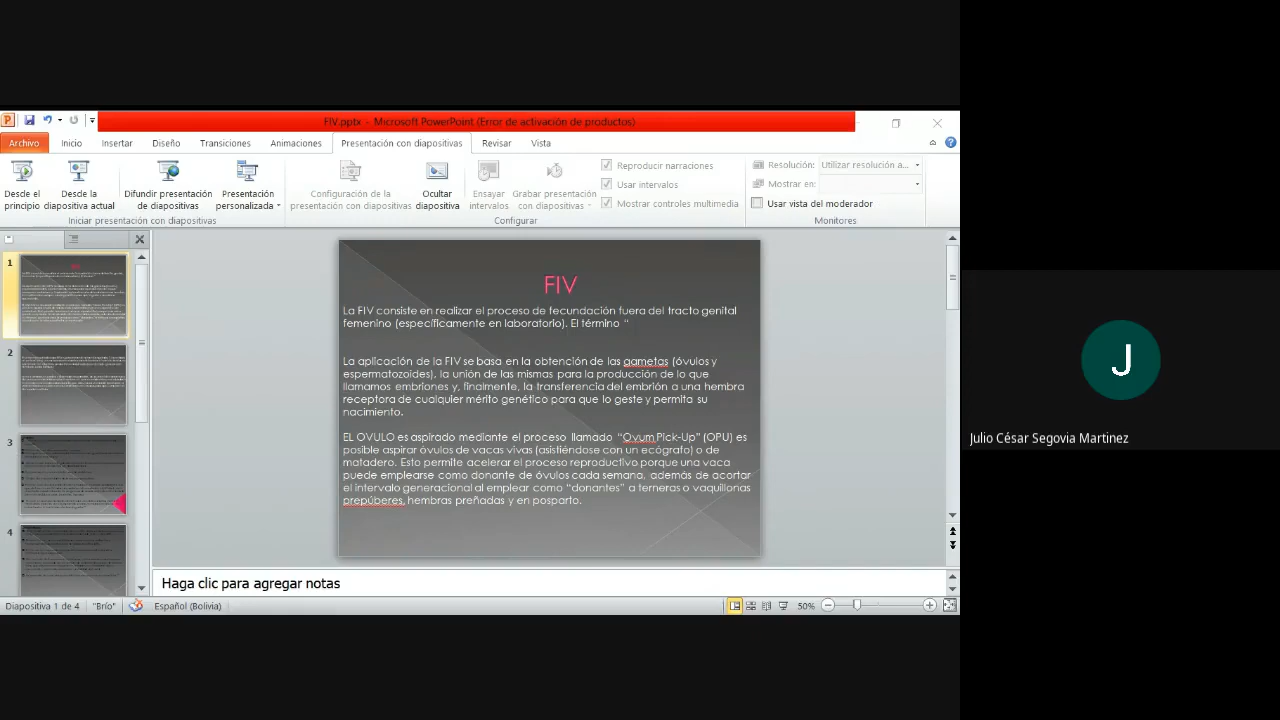 FIV.pptx - Microsoft PowerPoint (Error de activación de productos)
Archivo Inicio Insertar Diseño Transiciones Animaciones Presentación con diapositivas Revisar Vista
Desde el principio
Desde la diapositiva actual
Difundir presentación de diapositivas
Presentación personalizada
Configuración de la presentación con diapositivas
Ocultar diapositiva
Ensayar intervalos
Grabar presentación con diapositivas
Reproducir narraciones
Usar intervalos
Mostrar controles multimedia
Resolución: Utilizar resolución a...
Mostrar en:
Usar vista del moderador
Iniciar presentación con diapositivas
Configurar
Monitores
1
2
3
4
FIV
La FIV consiste en realizar el proceso de fecundación fuera del tracto genital
femenino (específicamente en laboratorio). El término “
La aplicación de la FIV se basa en la obtención de las gametas (óvulos y
espermatozoides), la unión de las mismas para la producción de lo que
llamamos embriones y, finalmente, la transferencia del embrión a una hembra
receptora de cualquier mérito genético para que lo geste y permita su
nacimiento.
EL OVULO es aspirado mediante el proceso llamado “Ovum Pick-Up” (OPU) es
posible aspirar óvulos de vacas vivas (asistiéndose con un ecógrafo) o de
matadero. Esto permite acelerar el proceso reproductivo porque una vaca
puede emplearse como donante de óvulos cada semana, además de acortar
el intervalo generacional al emplear como “donantes” a terneras o vaquillonas
prepúberes, hembras preñadas y en posparto.
Haga clic para agregar notas
Diapositiva 1 de 4 "Brío" Español (Bolivia) 50%
J
Julio César Segovia Martinez